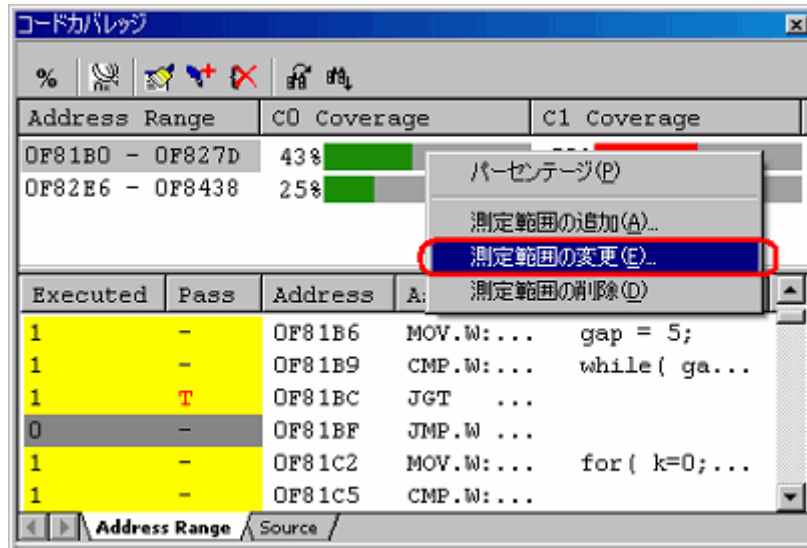 コードカバレッジ
%
Address Range C0 Coverage C1 Coverage
0F81B0 - 0F827D 43%
0F82E6 - 0F8438 25%
パーセンテージ(P)
測定範囲の追加(A)...
測定範囲の変更(E)...
測定範囲の削除(D)
Executed Pass Address
1 - 0F81B6 MOV.W:... gap = 5;
1 - 0F81B9 CMP.W:... while( ga...
1 T 0F81BC JGT ...
0 - 0F81BF JMP.W ...
1 - 0F81C2 MOV.W:... for( k=0;...
1 - 0F81C5 CMP.W:...
Address Range Source